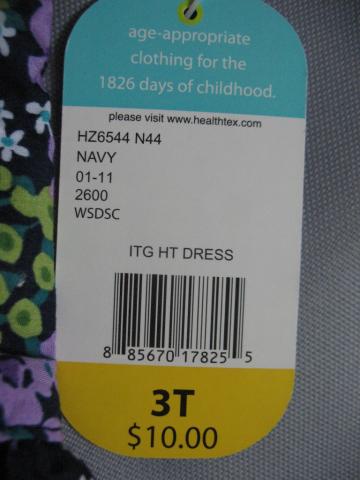 age-appropriate
clothing for the
1826 days of childhood.
please visit www.healthtex.com
HZ6544 N44
NAVY
01-11
2600
WSDSC
ITG HT DRESS
8 85670 17825 5
3T
$10.00